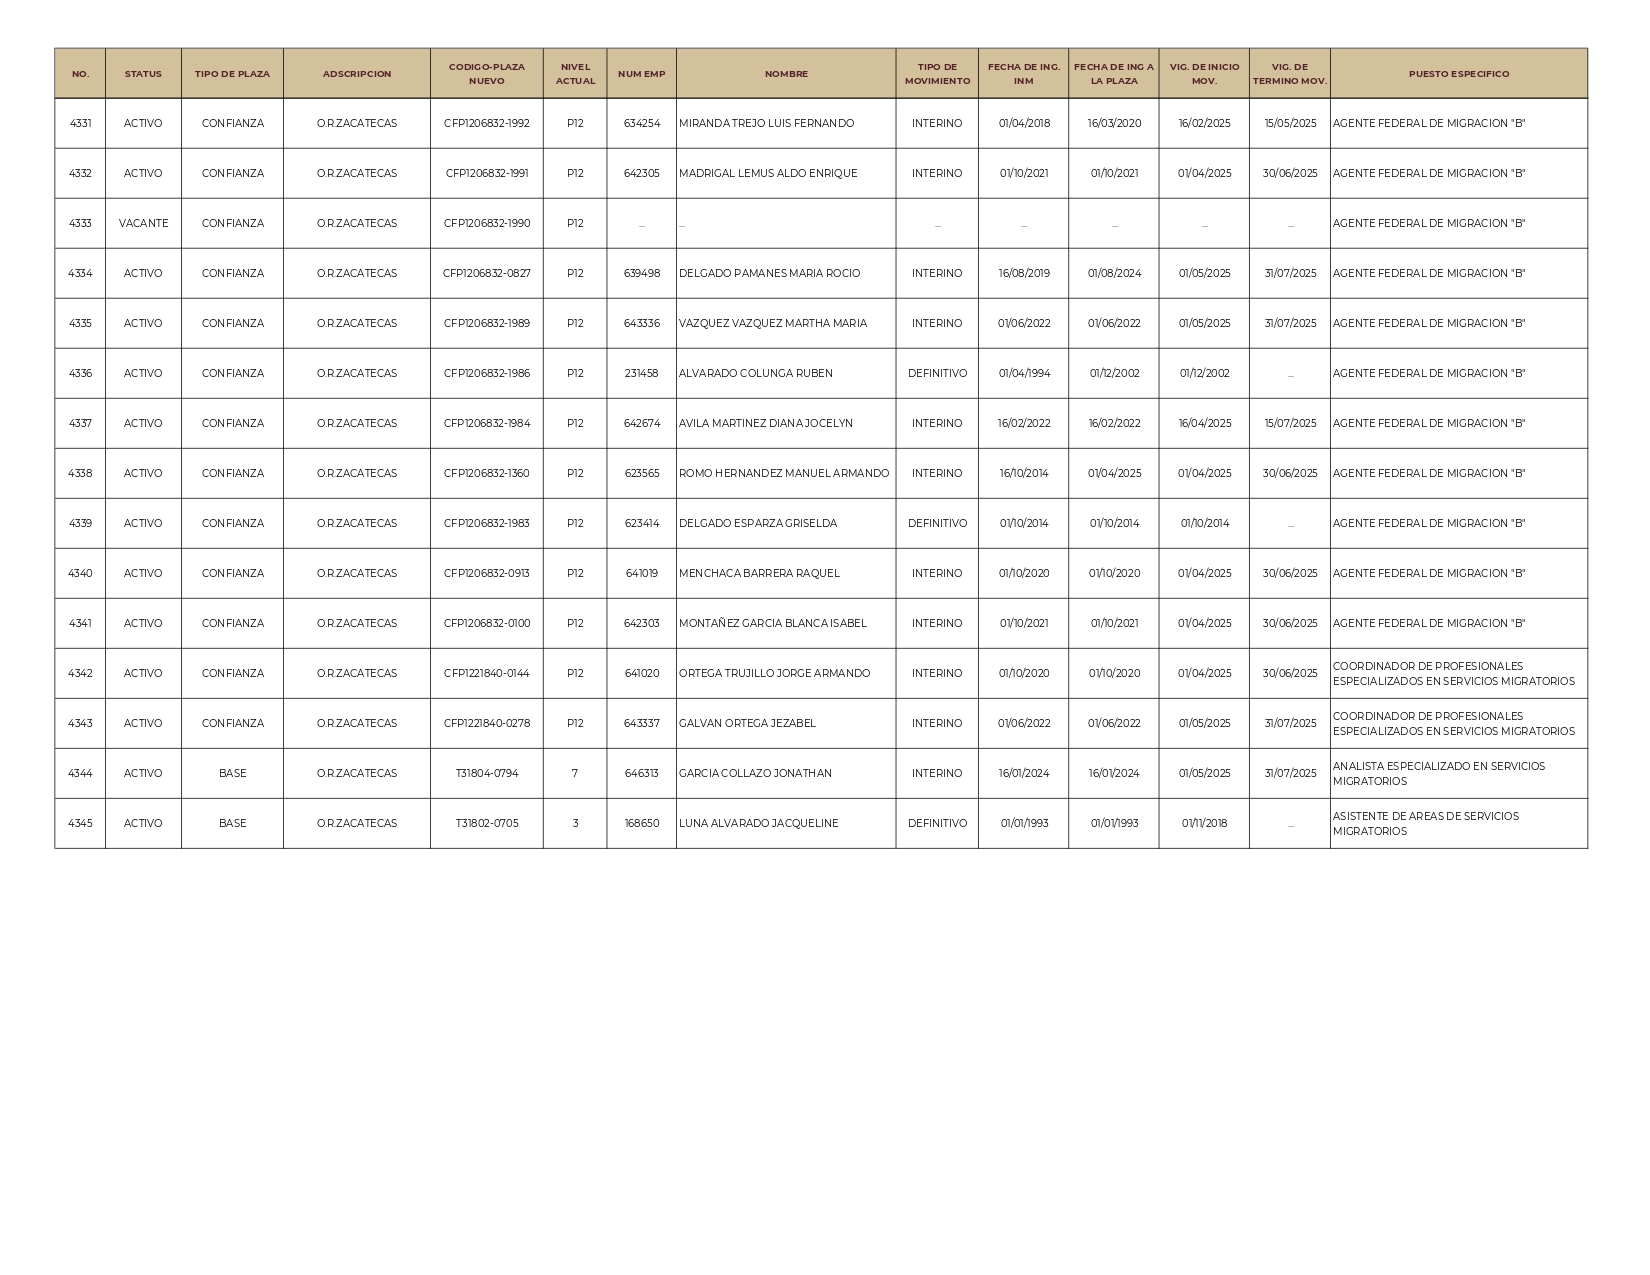 NO. STATUS TIPO DE PLAZA ADSCRIPCION CODIGO-PLAZA NUEVO NIVEL ACTUAL NUM EMP NOMBRE TIPO DE MOVIMIENTO FECHA DE ING. INM FECHA DE ING A LA PLAZA VIG. DE INICIO MOV. VIG. DE TERMINO MOV. PUESTO ESPECIFICO
4331 ACTIVO CONFIANZA O.R.ZACATECAS CFP1206832-1992 P12 634254 MIRANDA TREJO LUIS FERNANDO INTERINO 01/04/2018 16/03/2020 16/02/2025 15/05/2025 AGENTE FEDERAL DE MIGRACION "B"
4332 ACTIVO CONFIANZA O.R.ZACATECAS CFP1206832-1991 P12 642305 MADRIGAL LEMUS ALDO ENRIQUE INTERINO 01/10/2021 01/10/2021 01/04/2025 30/06/2025 AGENTE FEDERAL DE MIGRACION "B"
4333 VACANTE CONFIANZA O.R.ZACATECAS CFP1206832-1990 P12 ... ... ... ... ... ... ... AGENTE FEDERAL DE MIGRACION "B"
4334 ACTIVO CONFIANZA O.R.ZACATECAS CFP1206832-0827 P12 639498 DELGADO PAMANES MARIA ROCIO INTERINO 16/08/2019 01/08/2024 01/05/2025 31/07/2025 AGENTE FEDERAL DE MIGRACION "B"
4335 ACTIVO CONFIANZA O.R.ZACATECAS CFP1206832-1989 P12 643336 VAZQUEZ VAZQUEZ MARTHA MARIA INTERINO 01/06/2022 01/06/2022 01/05/2025 31/07/2025 AGENTE FEDERAL DE MIGRACION "B"
4336 ACTIVO CONFIANZA O.R.ZACATECAS CFP1206832-1986 P12 231458 ALVARADO COLUNGA RUBEN DEFINITIVO 01/04/1994 01/12/2002 01/12/2002 ... AGENTE FEDERAL DE MIGRACION "B"
4337 ACTIVO CONFIANZA O.R.ZACATECAS CFP1206832-1984 P12 642674 AVILA MARTINEZ DIANA JOCELYN INTERINO 16/02/2022 16/02/2022 16/04/2025 15/07/2025 AGENTE FEDERAL DE MIGRACION "B"
4338 ACTIVO CONFIANZA O.R.ZACATECAS CFP1206832-1360 P12 623565 ROMO HERNANDEZ MANUEL ARMANDO INTERINO 16/10/2014 01/04/2025 01/04/2025 30/06/2025 AGENTE FEDERAL DE MIGRACION "B"
4339 ACTIVO CONFIANZA O.R.ZACATECAS CFP1206832-1983 P12 623414 DELGADO ESPARZA GRISELDA DEFINITIVO 01/10/2014 01/10/2014 01/10/2014 ... AGENTE FEDERAL DE MIGRACION "B"
4340 ACTIVO CONFIANZA O.R.ZACATECAS CFP1206832-0913 P12 641019 MENCHACA BARRERA RAQUEL INTERINO 01/10/2020 01/10/2020 01/04/2025 30/06/2025 AGENTE FEDERAL DE MIGRACION "B"
4341 ACTIVO CONFIANZA O.R.ZACATECAS CFP1206832-0100 P12 642303 MONTAÑEZ GARCIA BLANCA ISABEL INTERINO 01/10/2021 01/10/2021 01/04/2025 30/06/2025 AGENTE FEDERAL DE MIGRACION "B"
4342 ACTIVO CONFIANZA O.R.ZACATECAS CFP1221840-0144 P12 641020 ORTEGA TRUJILLO JORGE ARMANDO INTERINO 01/10/2020 01/10/2020 01/04/2025 30/06/2025 COORDINADOR DE PROFESIONALES ESPECIALIZADOS EN SERVICIOS MIGRATORIOS
4343 ACTIVO CONFIANZA O.R.ZACATECAS CFP1221840-0278 P12 643337 GALVAN ORTEGA JEZABEL INTERINO 01/06/2022 01/06/2022 01/05/2025 31/07/2025 COORDINADOR DE PROFESIONALES ESPECIALIZADOS EN SERVICIOS MIGRATORIOS
4344 ACTIVO BASE O.R.ZACATECAS T31804-0794 7 646313 GARCIA COLLAZO JONATHAN INTERINO 16/01/2024 16/01/2024 01/05/2025 31/07/2025 ANALISTA ESPECIALIZADO EN SERVICIOS MIGRATORIOS
4345 ACTIVO BASE O.R.ZACATECAS T31802-0705 3 168650 LUNA ALVARADO JACQUELINE DEFINITIVO 01/01/1993 01/01/1993 01/11/2018 ... ASISTENTE DE AREAS DE SERVICIOS MIGRATORIOS